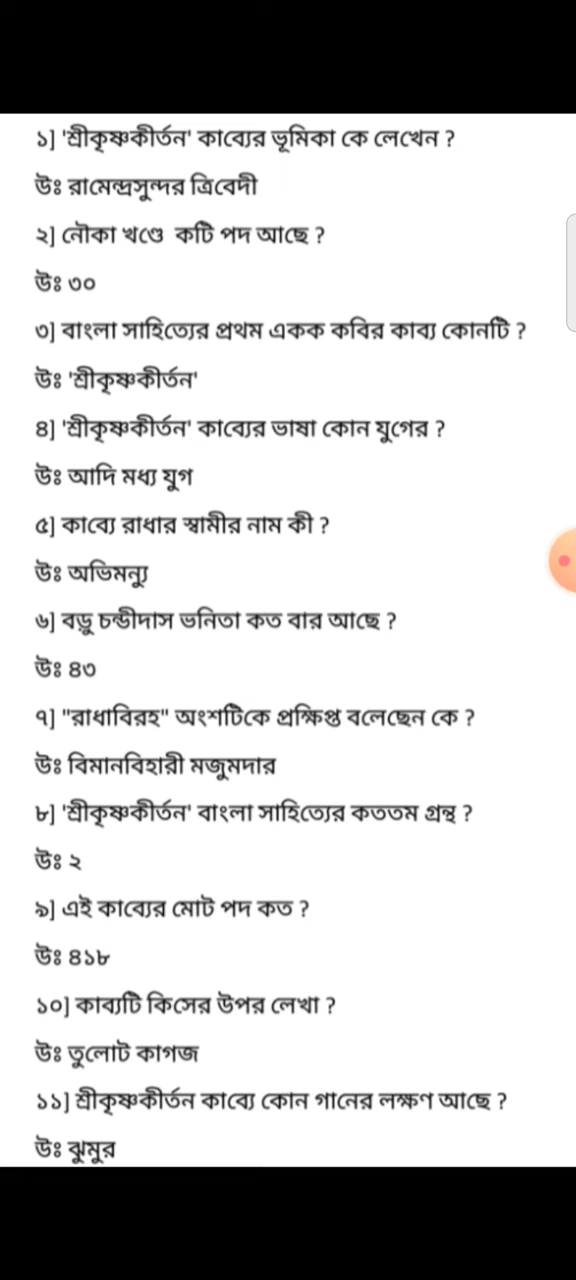 ১] 'শ্রীকৃষ্ণকীর্তন' কাব্যের ভূমিকা কে লেখেন ?
উঃ রামেন্দ্রসুন্দর ত্রিবেদী
২] নৌকা খণ্ডে কটি পদ আছে ?
উঃ ৩০
৩] বাংলা সাহিত্যের প্রথম একক কবির কাব্য কোনটি ?
উঃ 'শ্রীকৃষ্ণকীর্তন'
৪] 'শ্রীকৃষ্ণকীর্তন' কাব্যের ভাষা কোন যুগের ?
উঃ আদি মধ্য যুগ
৫] কাব্যে রাধার স্বামীর নাম কী ?
উঃ অভিমন্যু
৬] বড়ু চন্ডীদাস ভনিতা কত বার আছে ?
উঃ ৪৩
৭] "রাধাবিরহ" অংশটিকে প্রক্ষিপ্ত বলেছেন কে ?
উঃ বিমানবিহারী মজুমদার
৮] 'শ্রীকৃষ্ণকীর্তন' বাংলা সাহিত্যের কততম গ্রন্থ ?
উঃ ২
৯] এই কাব্যের মোট পদ কত ?
উঃ ৪১৮
১০] কাব্যটি কিসের উপর লেখা ?
উঃ তুলোট কাগজ
১১] শ্রীকৃষ্ণকীর্তন কাব্যে কোন গানের লক্ষণ আছে ?
উঃ ঝুমুর